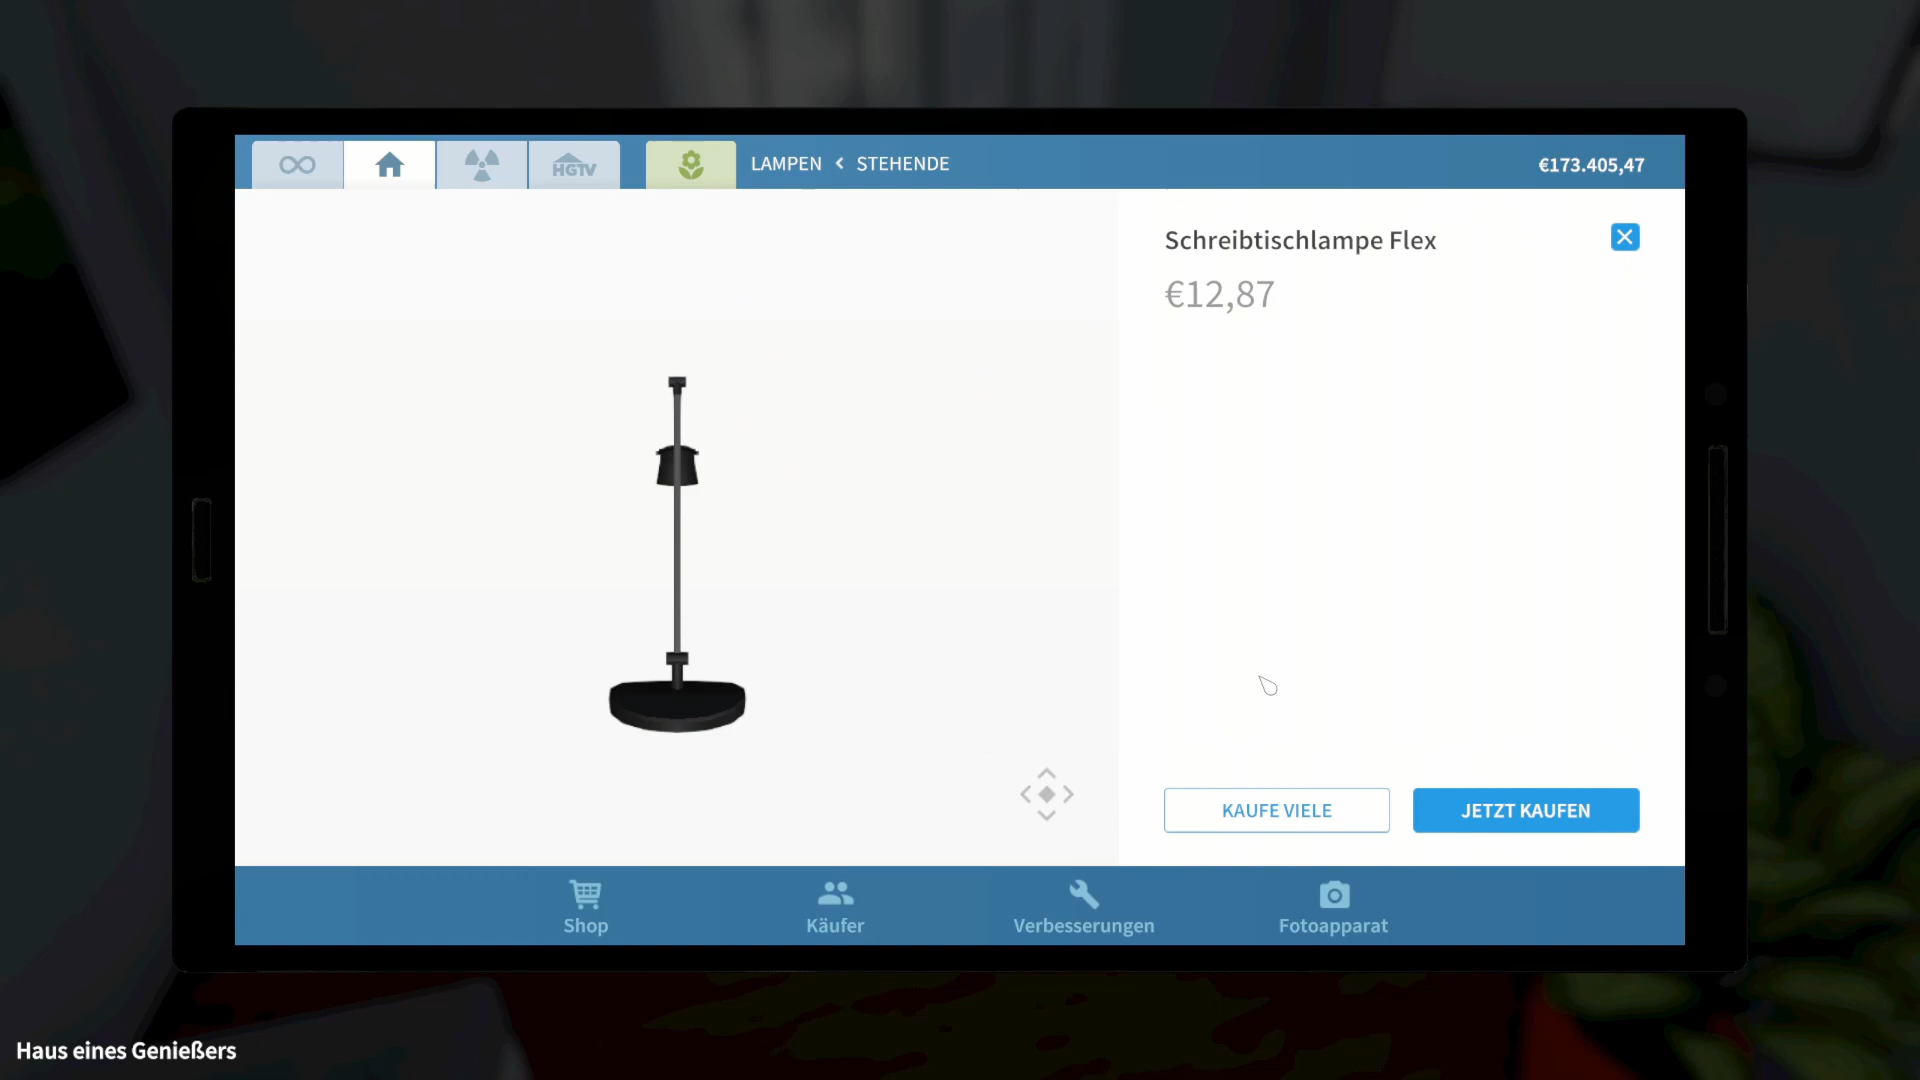 HGTV
LAMPEN < STEHENDE
€173.405,47
Schreibtischlampe Flex
€12,87
KAUFE VIELE
JETZT KAUFEN
Shop
Käufer
Verbesserungen
Fotoapparat
Haus eines Genießers